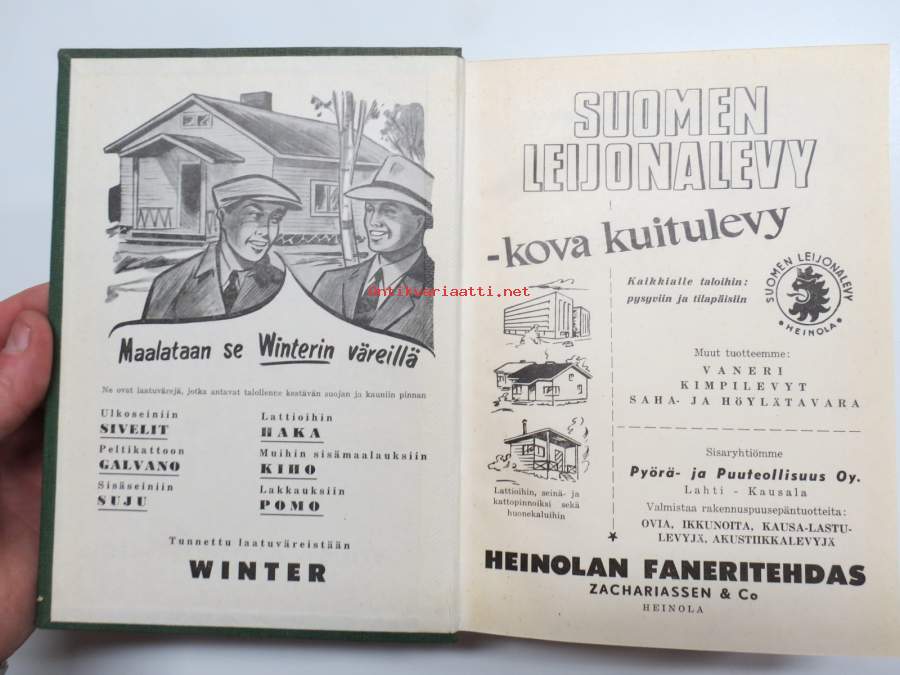 Maalataan se Winterin väreillä
Ne ovat laatuvärejä, jotka antavat talollenne kestävän suojan ja kauniin pinnan
Ulkoseiniin
SIVELIT
Peltikattoon
GALVANO
Sisäseiniin
SUJU
Lattioihin
HAKA
Muihin sisämaalauksiin
KIHO
Lakkauksiin
POMO
Tunnettu laatuväreistään
WINTER
antikvariaatti.net
SUOMEN
LEIJONALEVY
-kova kuitulevy
Kaikkialle taloihin:
pysyviin ja tilapäisiin
SUOMEN LEIJONALEVY
HEINOLA
Muut tuotteemme:
VANERI
KIMPILEVYT
SAHA- JA HÖYLÄTAVARA
Lattioihin, seinä- ja
kattopinnoiksi sekä
huonekaluihin
Sisaryhtiömme
Pyörä- ja Puuteollisuus Oy.
Lahti - Kausala
Valmistaa rakennuspuusepäntuotteita:
OVIA, IKKUNOITA, KAUSA-LASTU-
LEVYJÄ, AKUSTIIKKALEVYJÄ
HEINOLAN FANERITEHDAS
ZACHARIASSEN & Co
HEINOLA